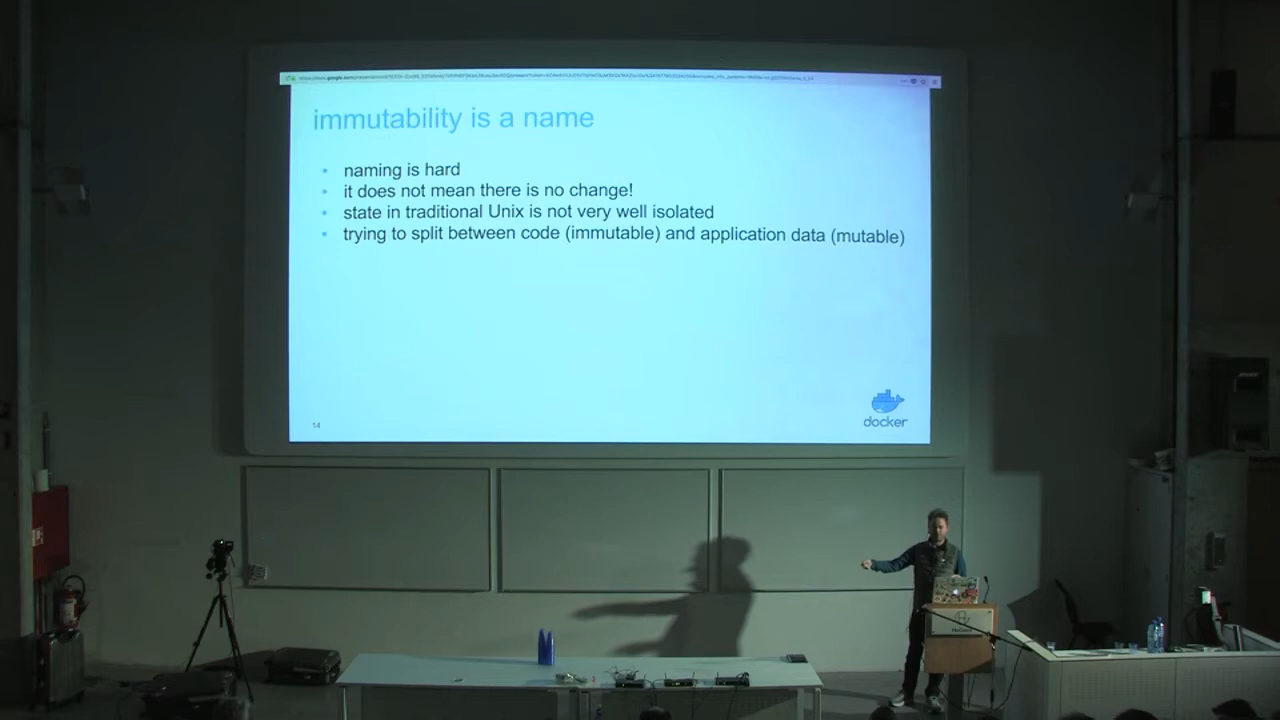 immutability is a name
naming is hard
it does not mean there is no change!
state in traditional Unix is not very well isolated
trying to split between code (immutable) and application data (mutable)
14
docker